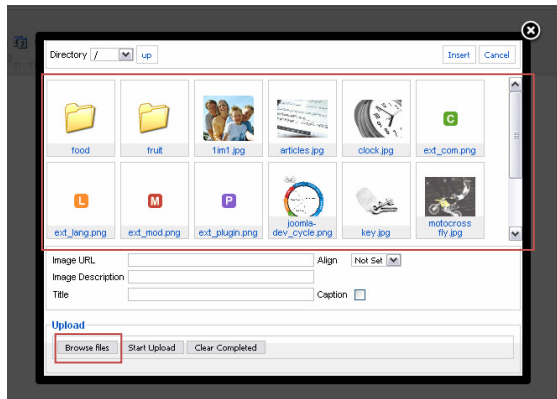 Directory / up Insert Cancel
food fruit 1im1.jpg articles.jpg clock.jpg ext_com.png
C
L M P
ext_lang.png ext_mod.png ext_plugin.png joomla-
dev_cycle.png key.jpg motocross
fly.jpg
Image URL Align Not Set
Image Description
Title Caption
Upload
Browse files Start Upload Clear Completed